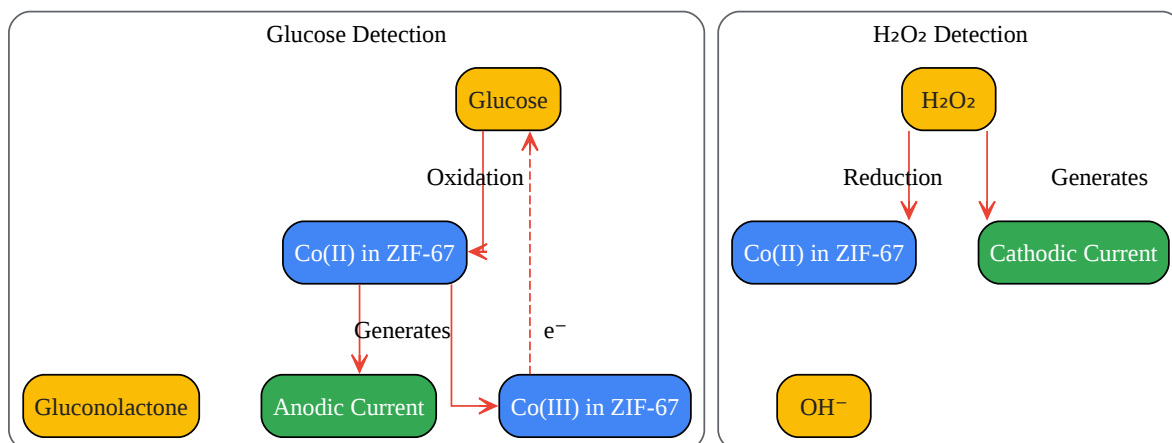 Glucose Detection
Glucose
Oxidation
Co(II) in ZIF-67
Generates
e⁻
Gluconolactone
Anodic Current
Co(III) in ZIF-67
H₂O₂ Detection
H₂O₂
Reduction
Generates
Co(II) in ZIF-67
Cathodic Current
OH⁻